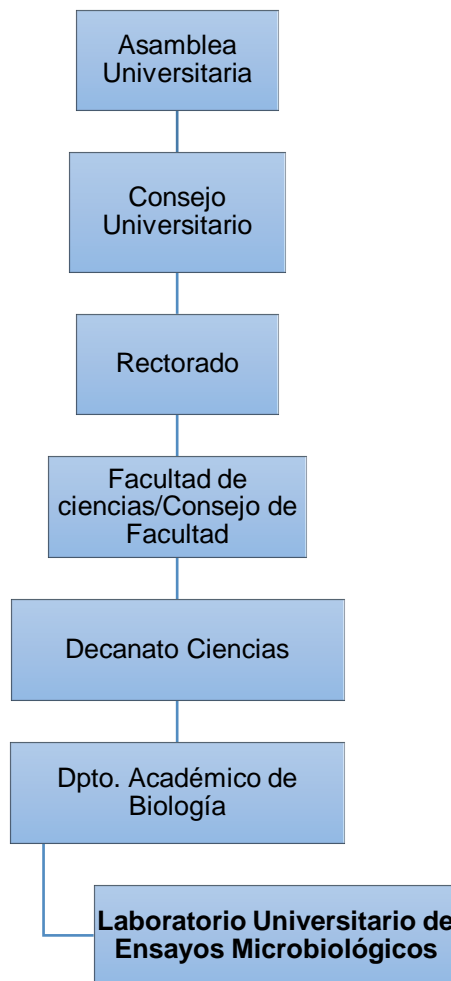 Asamblea
Universitaria
Consejo
Universitario
Rectorado
Facultad de
ciencias/Consejo de
Facultad
Decanato Ciencias
Dpto. Académico de
Biología
Laboratorio Universitario de
Ensayos Microbiológicos